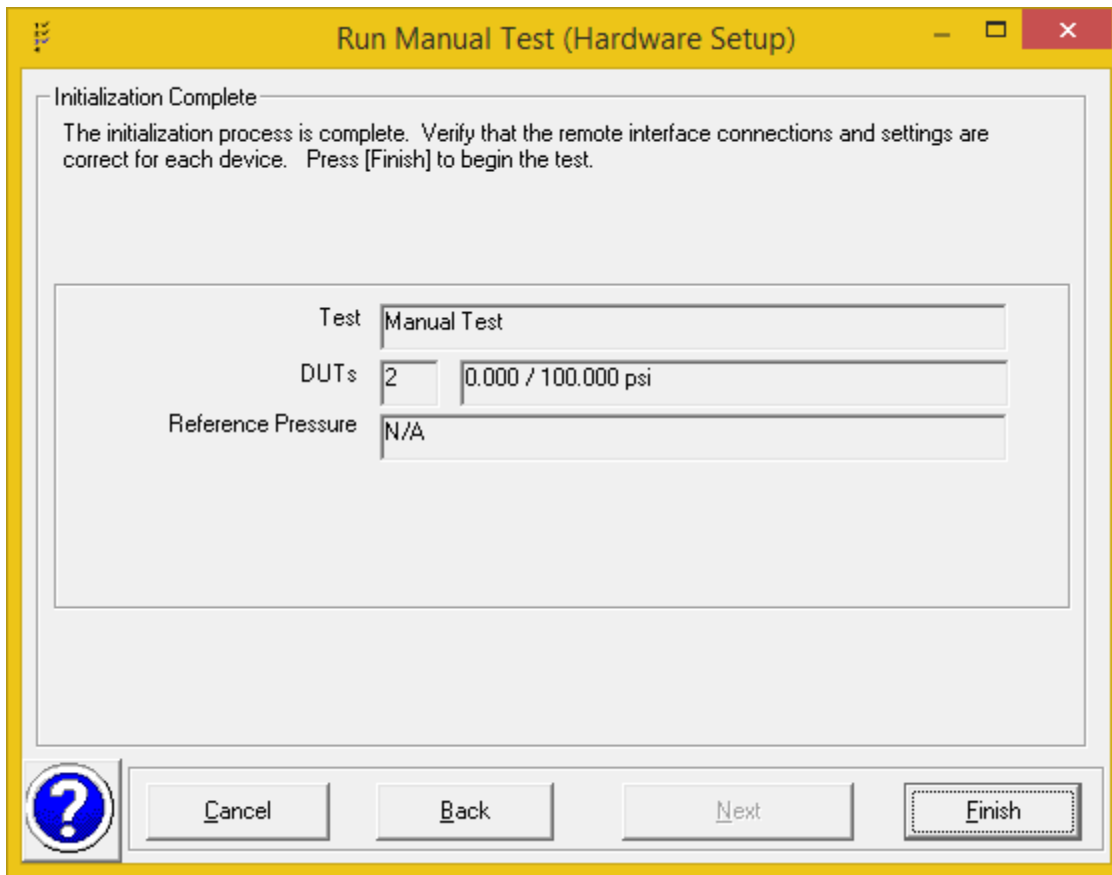 Run Manual Test (Hardware Setup)
Initialization Complete
The initialization process is complete.  Verify that the remote interface connections and settings are
correct for each device.   Press [Finish] to begin the test.
Test Manual Test
DUTs 2 0.000 / 100.000 psi
Reference Pressure N/A
? Cancel Back Next Finish